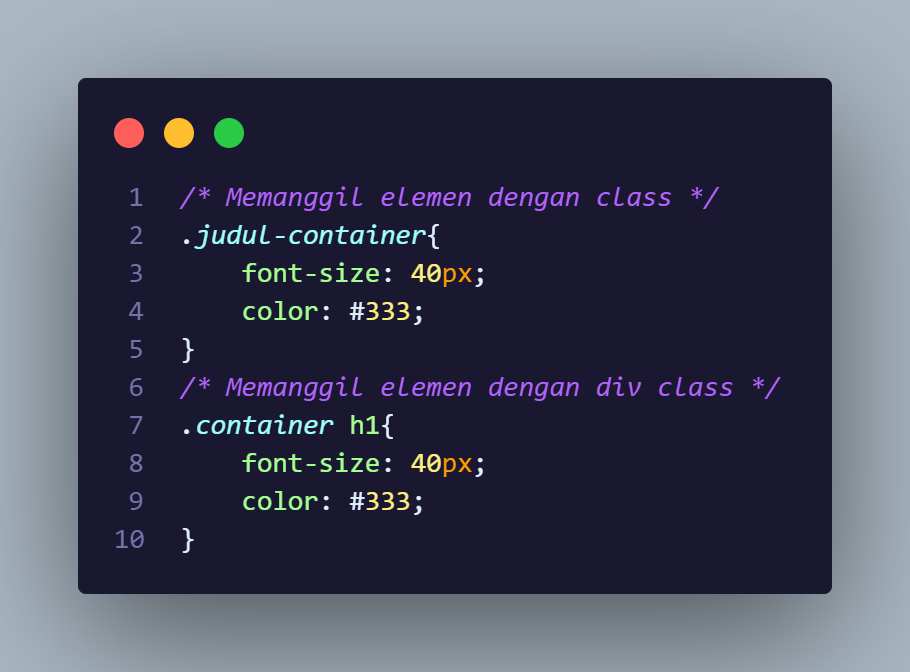 1 /* Memanggil elemen dengan class */
2 .judul-container{
3     font-size: 40px;
4     color: #333;
5 }
6 /* Memanggil elemen dengan div class */
7 .container h1{
8     font-size: 40px;
9     color: #333;
10 }